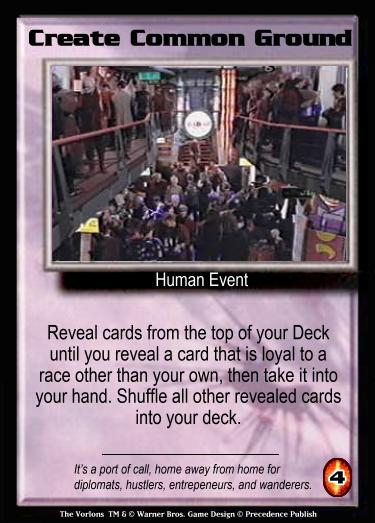 Create Common Ground
Human Event
Reveal cards from the top of your Deck
until you reveal a card that is loyal to a
race other than your own, then take it into
your hand. Shuffle all other revealed cards
into your deck.
It's a port of call, home away from home for
diplomats, hustlers, entrepeneurs, and wanderers.
4
The Vorlons TM & © Warner Bros. Game Design © Precedence Publish